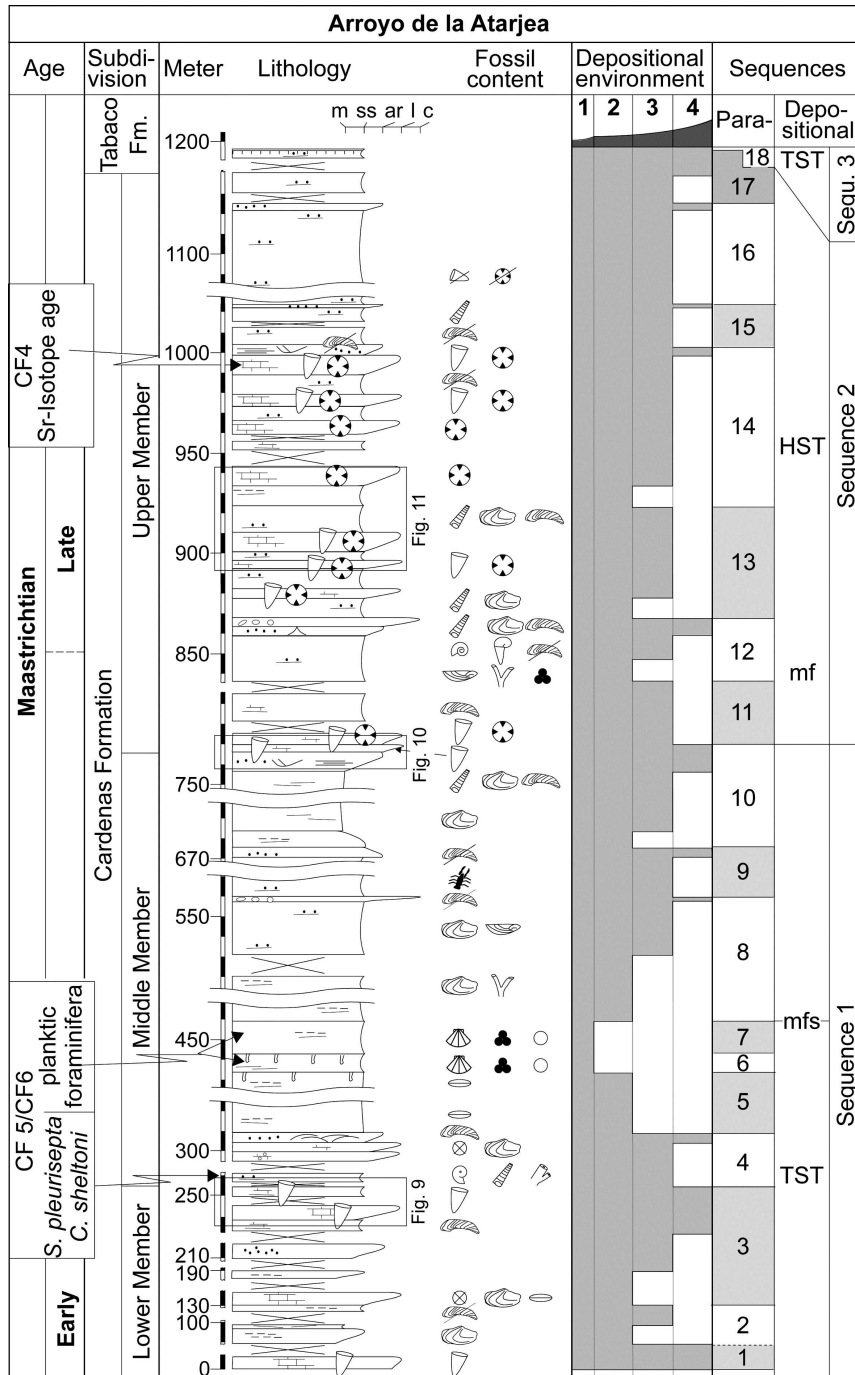 Arroyo de la Atarjea
Age
Subdi-
vision
Meter
Lithology
Fossil
content
Depositional
environment
Sequences
m ss ar l c
1 2 3 4
Para-
Depo-
sitional
Maastrichtian
Late
Early
CF4
Sr-Isotope age
CF 5/CF6
planktic
foraminifera
S. pleurisepta
C. sheltoni
Tabaco
Fm.
Cardenas Formation
Upper Member
Middle Member
Lower Member
1200
1100
1000
950
900
850
750
670
550
450
300
250
210
190
130
100
0
Fig. 11
Fig. 10
Fig. 9
18
17
16
15
14
13
12
11
10
9
8
7
6
5
4
3
2
1
TST
HST
mf
mfs
TST
Sequ. 3
Sequence 2
Sequence 1